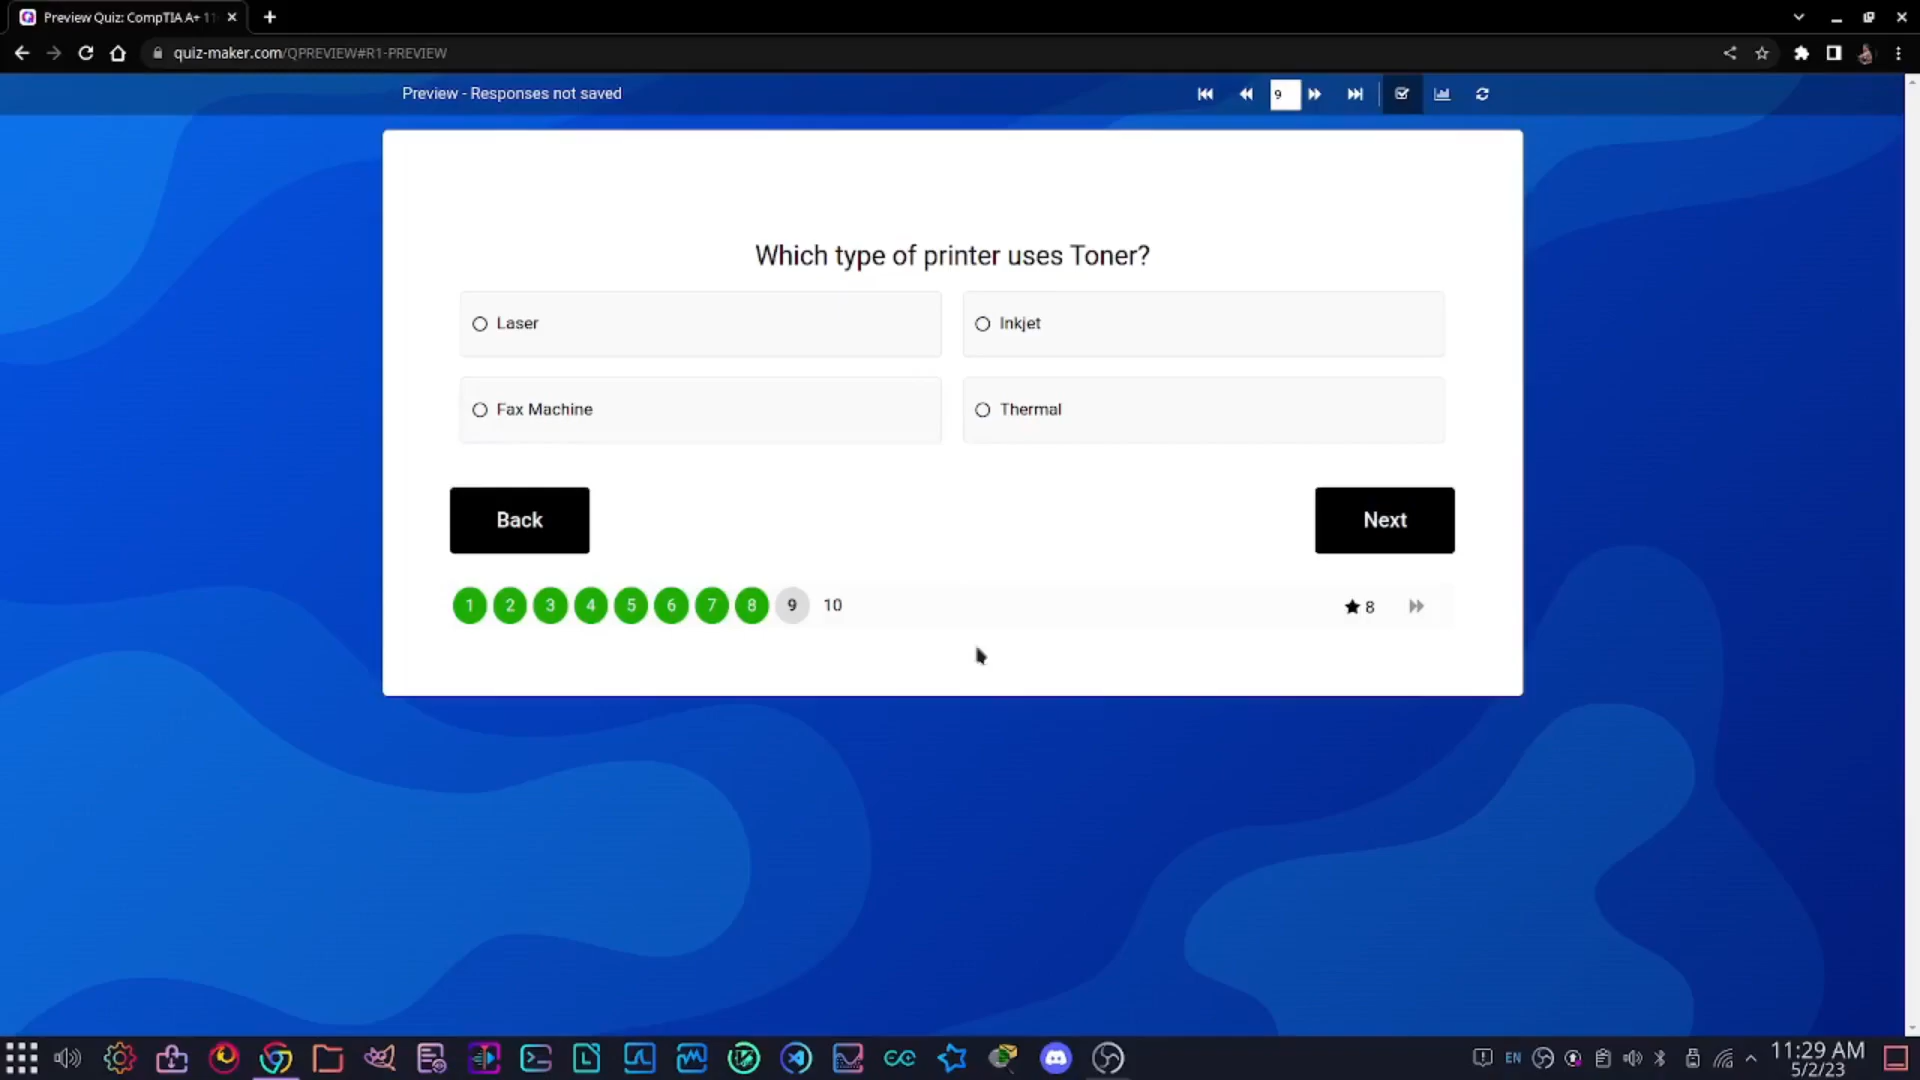 Preview Quiz: CompTIA A+ 11
quiz-maker.com/QPREVIEW#R1-PREVIEW
Preview - Responses not saved
9
Which type of printer uses Toner?
Laser
Inkjet
Fax Machine
Thermal
Back
Next
1 2 3 4 5 6 7 8 9 10
8
EN
11:29 AM
5/2/23